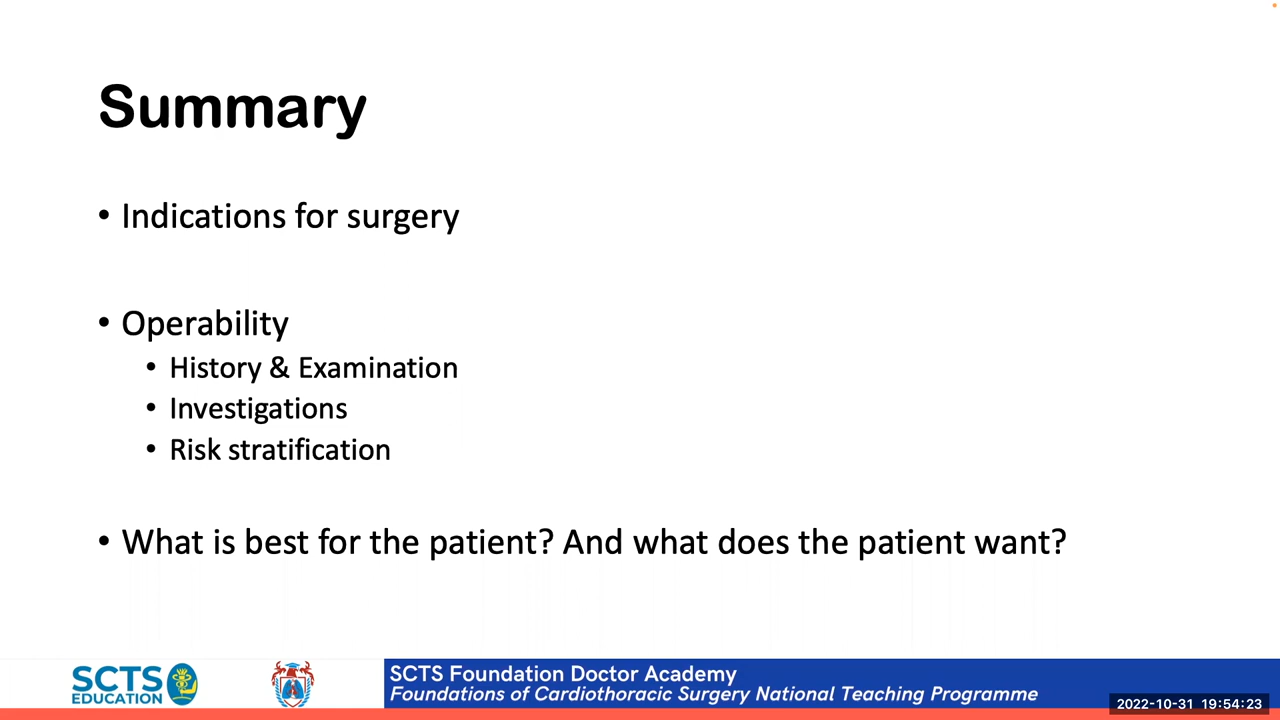 Summary
• Indications for surgery
• Operability
• History & Examination
• Investigations
• Risk stratification
• What is best for the patient? And what does the patient want?
SCTS
EDUCATION
SCTS Foundation Doctor Academy
Foundations of Cardiothoracic Surgery National Teaching Programme
2022-10-31 19:54:23